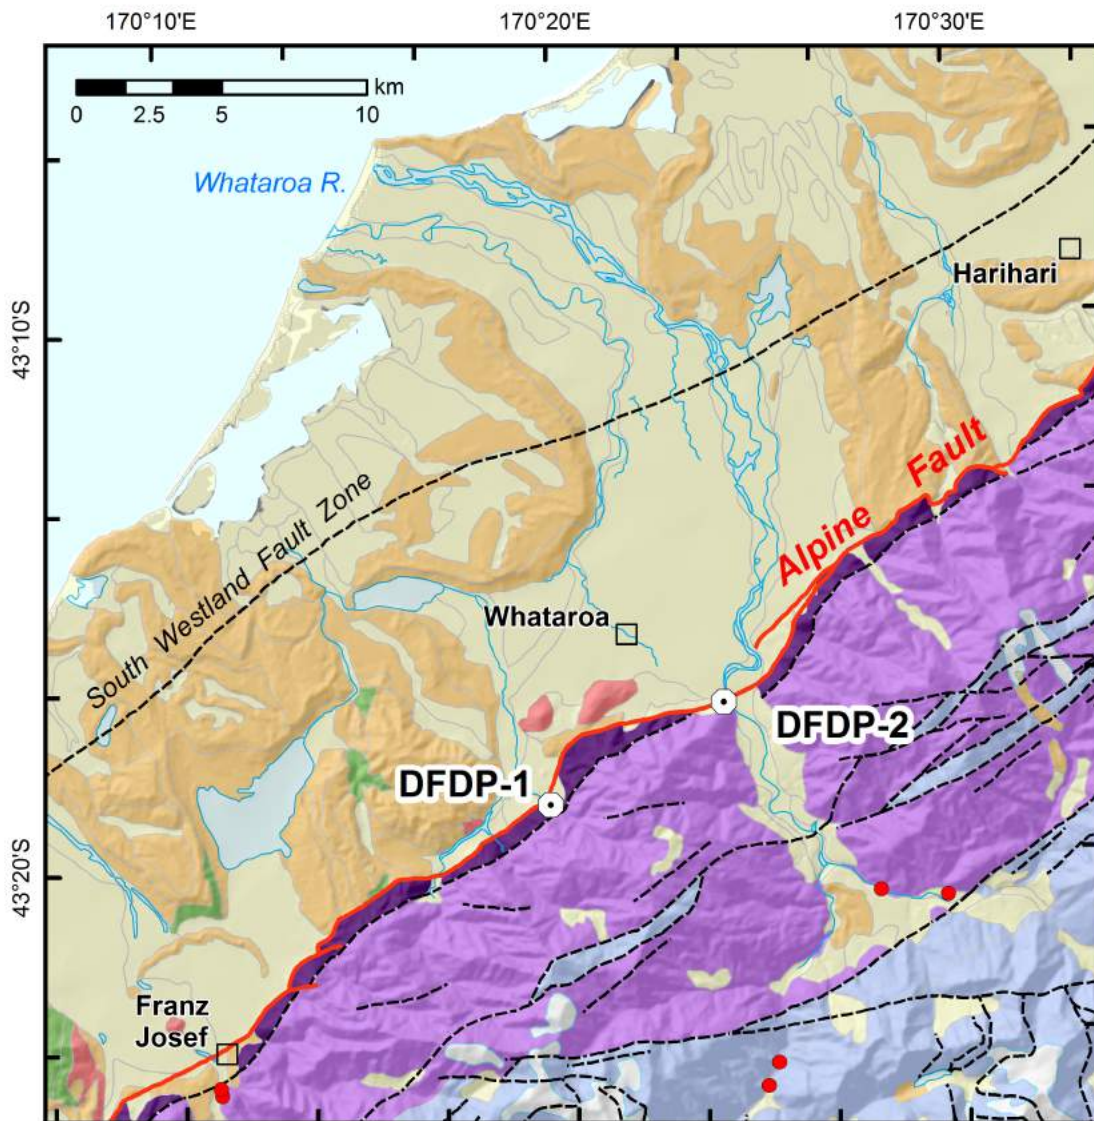 170°10'E 170°20'E 170°30'E
km
0 2.5 5 10
Whataroa R.
Harihari
43°10'S
Alpine Fault
South Westland Fault Zone
Whataroa
DFDP-2
DFDP-1
43°20'S
Franz
Josef